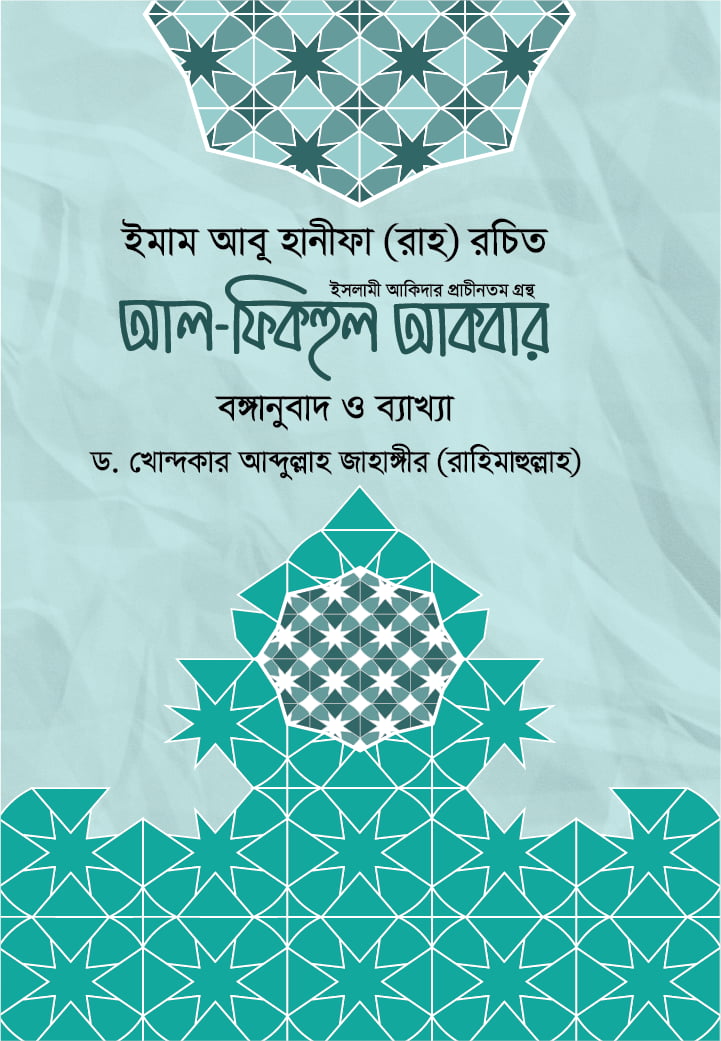 ইমাম আবূ হানীফা (রাহ) রচিত
ইসলামী আকিদার প্রাচীনতম গ্রন্থ
আল-ফিকহুল আকবার
বঙ্গানুবাদ ও ব্যাখ্যা
ড. খোন্দকার আব্দুল্লাহ জাহাঙ্গীর (রাহিমাহুল্লাহ)